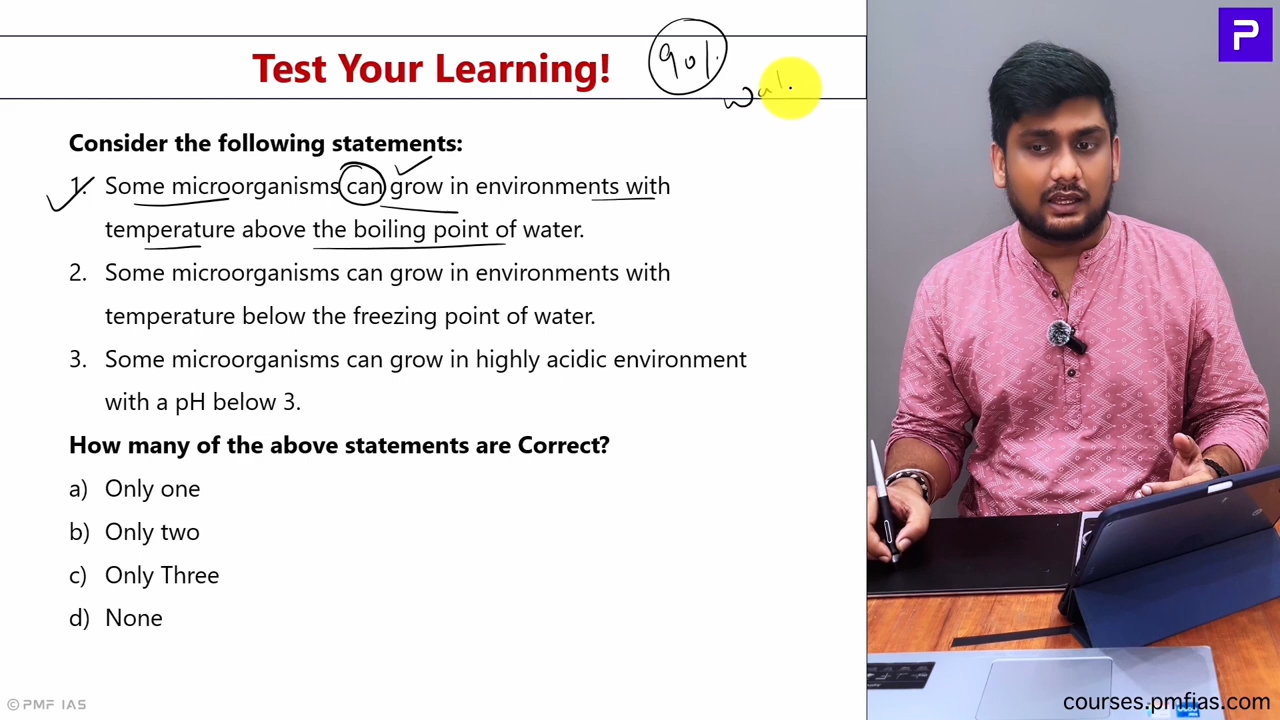 Test Your Learning!
90%.
P
Consider the following statements:
1. Some microorganisms can grow in environments with
temperature above the boiling point of water.
2. Some microorganisms can grow in environments with
temperature below the freezing point of water.
3. Some microorganisms can grow in highly acidic environment
with a pH below 3.
How many of the above statements are Correct?
a) Only one
b) Only two
c) Only Three
d) None
© PMF IAS
courses.pmfias.com